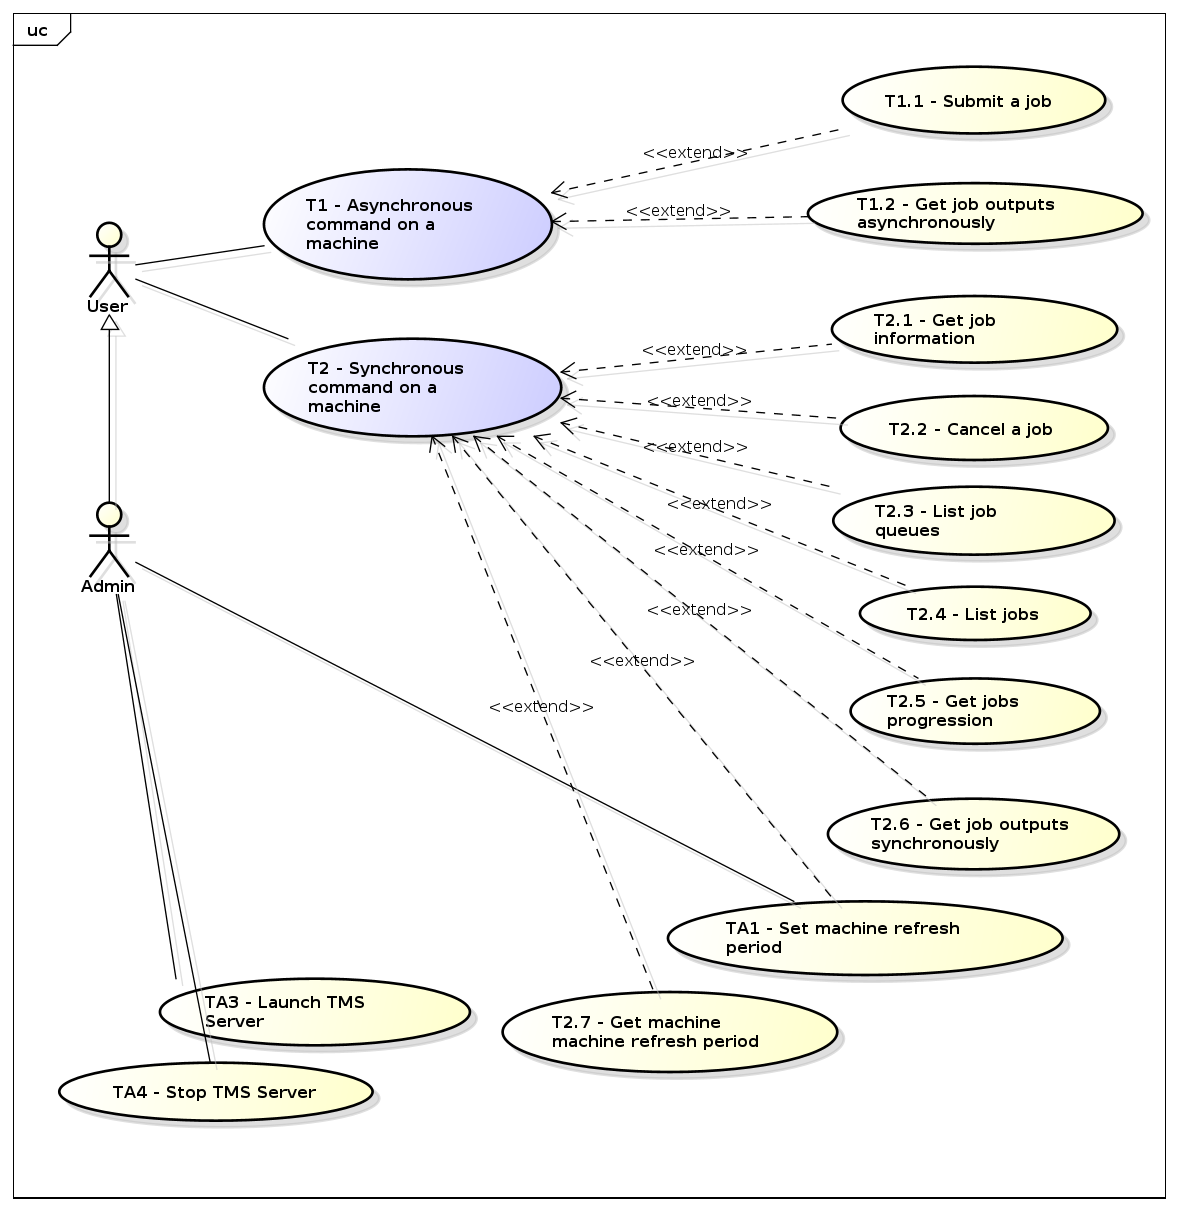 uc
T1.1 - Submit a job
<<extend>>
T1 - Asynchronous
command on a
machine
<<extend>>
T1.2 - Get job outputs
asynchronously
User
T2.1 - Get job
information
<<extend>>
T2 - Synchronous
command on a
machine
<<extend>>
T2.2 - Cancel a job
<<extend>>
T2.3 - List job
queues
<<extend>>
<<extend>>
Admin
T2.4 - List jobs
<<extend>>
<<extend>>
T2.5 - Get jobs
progression
<<extend>>
T2.6 - Get job outputs
synchronously
TA1 - Set machine refresh
period
TA3 - Launch TMS
Server
T2.7 - Get machine
machine refresh period
TA4 - Stop TMS Server